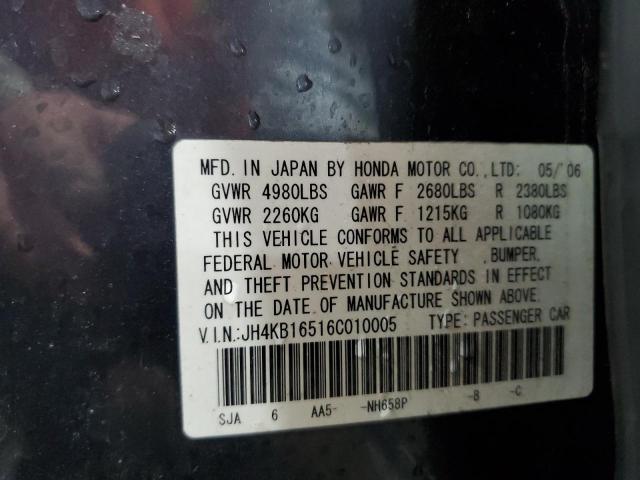 MFD. IN JAPAN BY HONDA MOTOR CO., LTD: 05/'06
GVWR 4980LBS GAWR F 2680LBS R 2380LBS
GVWR 2260KG GAWR F 1215KG R 1080KG
THIS VEHICLE CONFORMS TO ALL APPLICABLE
FEDERAL MOTOR VEHICLE SAFETY ,BUMPER,
AND THEFT PREVENTION STANDARDS IN EFFECT
ON THE DATE OF MANUFACTURE SHOWN ABOVE.
V.I.N.:JH4KB16516C010005 TYPE: PASSENGER CAR
SJA 6 AA5- -NH658P -8 -C